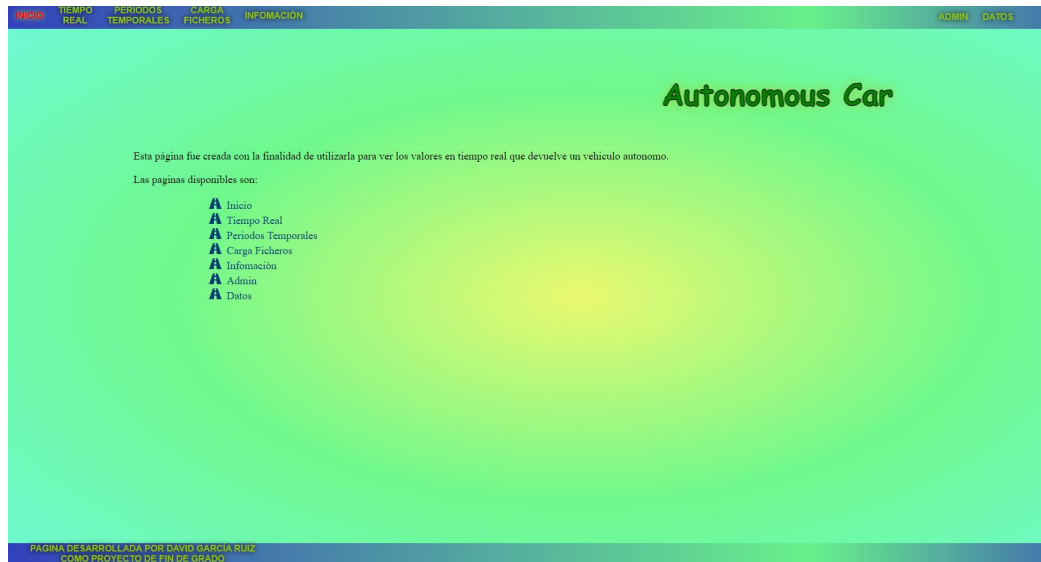 INICIO
TIEMPO
REAL
PERIODOS
TEMPORALES
CARGA
FICHEROS
INFOMACIÓN
ADMIN
DATOS
Autonomous Car
Esta página fue creada con la finalidad de utilizarla para ver los valores en tiempo real que devuelve un vehiculo autonomo.
Las paginas disponibles son:
Inicio
Tiempo Real
Periodos Temporales
Carga Ficheros
Infomación
Admin
Datos
PAGINA DESARROLLADA POR DAVID GARCÍA RUIZ
COMO PROYECTO DE FIN DE GRADO